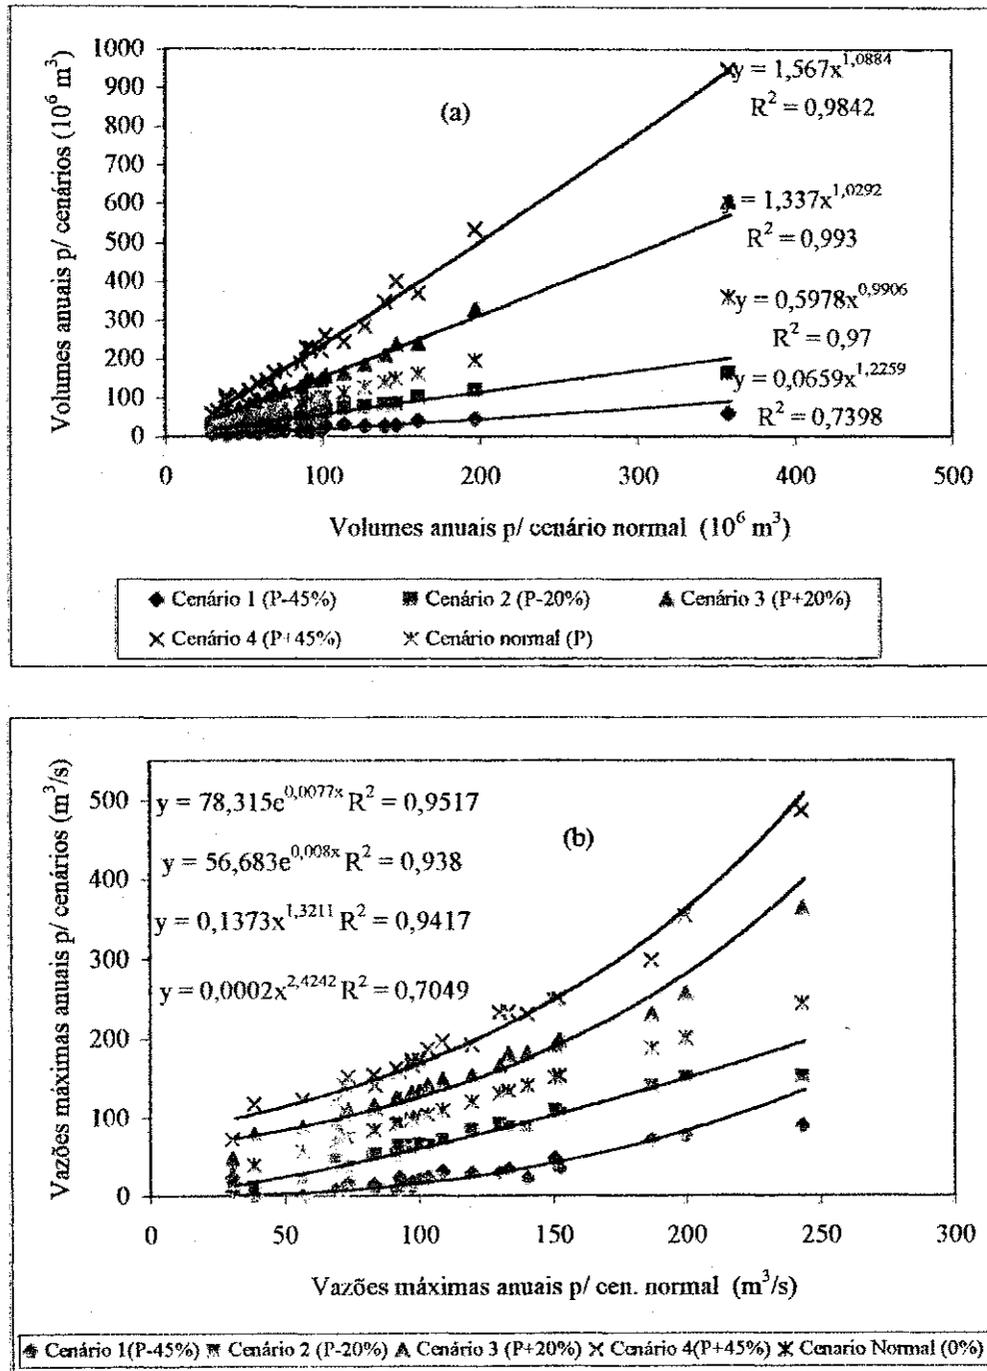 Volumes anuais p/ cenários (10⁶ m³)
1000
900
800
700
600
500
400
300
200
100
0
(a)
y = 1,567x^1,0884
R² = 0,9842
y = 1,337x^1,0292
R² = 0,993
y = 0,5978x^0,9906
R² = 0,97
y = 0,0659x^1,2259
R² = 0,7398
0 100 200 300 400 500
Volumes anuais p/ cenário normal (10⁶ m³)
Cenário 1 (P-45%) Cenário 2 (P-20%) Cenário 3 (P+20%)
Cenário 4 (P+45%) Cenário normal (P)
Vazões máximas anuais p/ cenários (m³/s)
500
400
300
200
100
0
y = 78,315e^0,0077x R² = 0,9517
(b)
y = 56,683e^0,008x R² = 0,938
y = 0,1373x^1,3211 R² = 0,9417
y = 0,0002x^2,4242 R² = 0,7049
0 50 100 150 200 250 300
Vazões máximas anuais p/ cen. normal (m³/s)
Cenário 1(P-45%) Cenário 2 (P-20%) Cenário 3 (P+20%) Cenário 4(P+45%) Cenario Normal (0%)